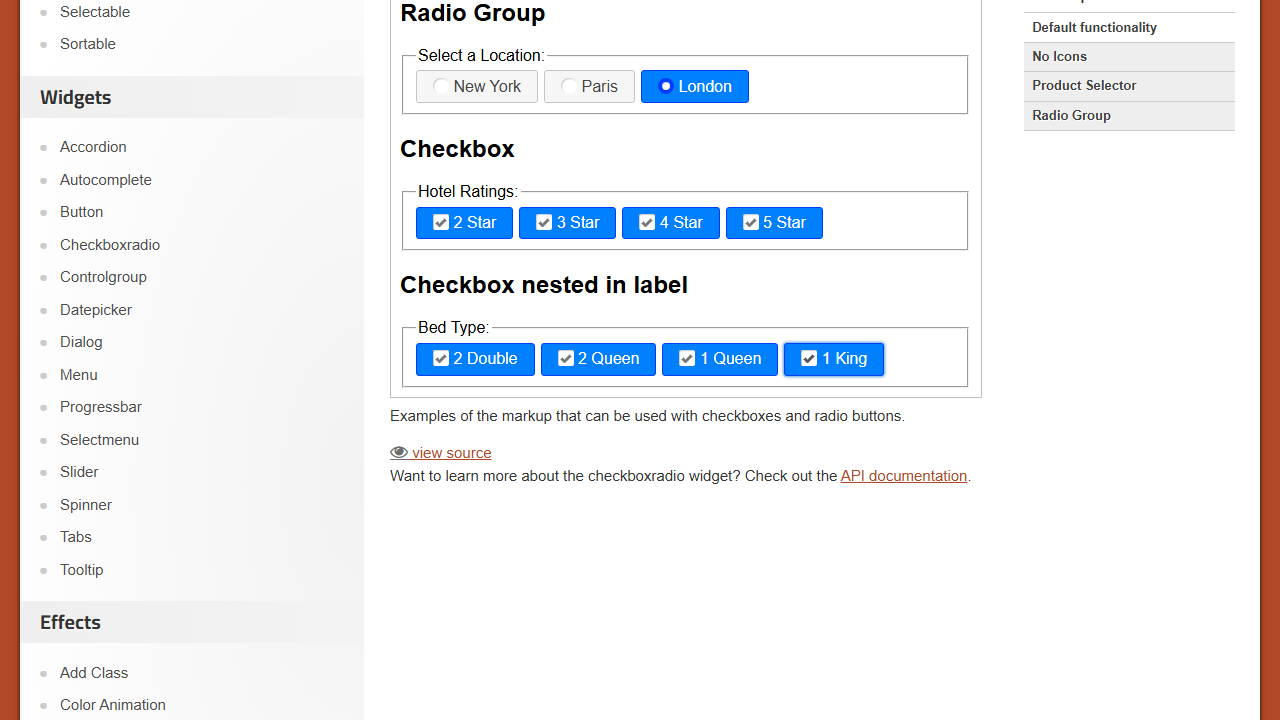 Selectable
Sortable
Widgets
Accordion
Autocomplete
Button
Checkboxradio
Controlgroup
Datepicker
Dialog
Menu
Progressbar
Selectmenu
Slider
Spinner
Tabs
Tooltip
Effects
Add Class
Color Animation
Radio Group
Select a Location:
New York Paris London
Checkbox
Hotel Ratings:
2 Star 3 Star 4 Star 5 Star
Checkbox nested in label
Bed Type:
2 Double 2 Queen 1 Queen 1 King
Examples of the markup that can be used with checkboxes and radio buttons.
view source
Want to learn more about the checkboxradio widget? Check out the API documentation.
Default functionality
No Icons
Product Selector
Radio Group